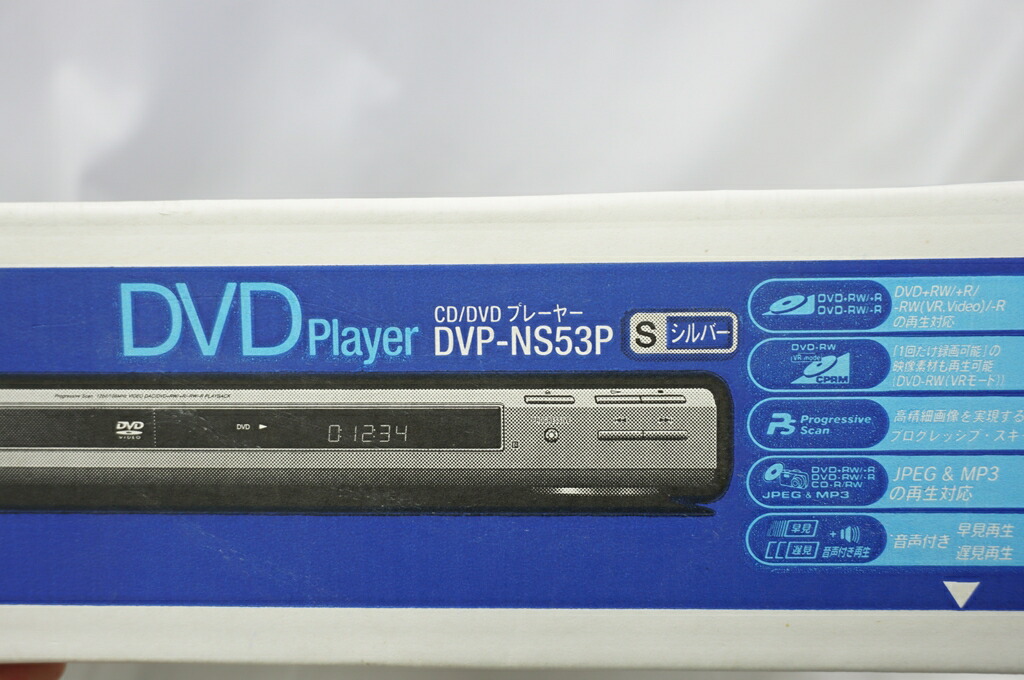 DVD Player
CD/DVD プレーヤー
DVP-NS53P
S シルバー
DVD
VIDEO
DVD
0:12:34
DVD+RW/+R
DVD-RW/-R
DVD+RW/+R/
-RW(VR,Video)/-R
の再生対応
DVD-RW
VR mode
CPRM
「1回だけ録画可能」の
映像素材も再生可能
(DVD-RW(VRモード))
Progressive
Scan
高精細画像を実現する
プログレッシブ・スキ
DVD+RW/+R
DVD-RW/-R
CD-R/RW
JPEG & MP3
JPEG & MP3
の再生対応
早見
遅見
+
音声付き再生
音声付き
早見再生
遅見再生